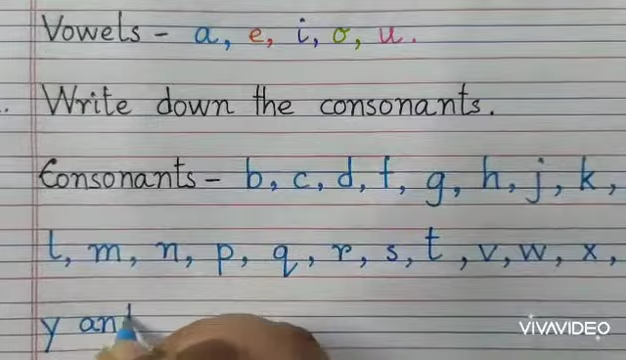 Vowels - a, e, i, o, u.
Write down the consonants.
Consonants - b, c, d, f, g, h, j, k,
l, m, n, p, q, r, s, t, v, w, x,
y an
VIVAVIDEO